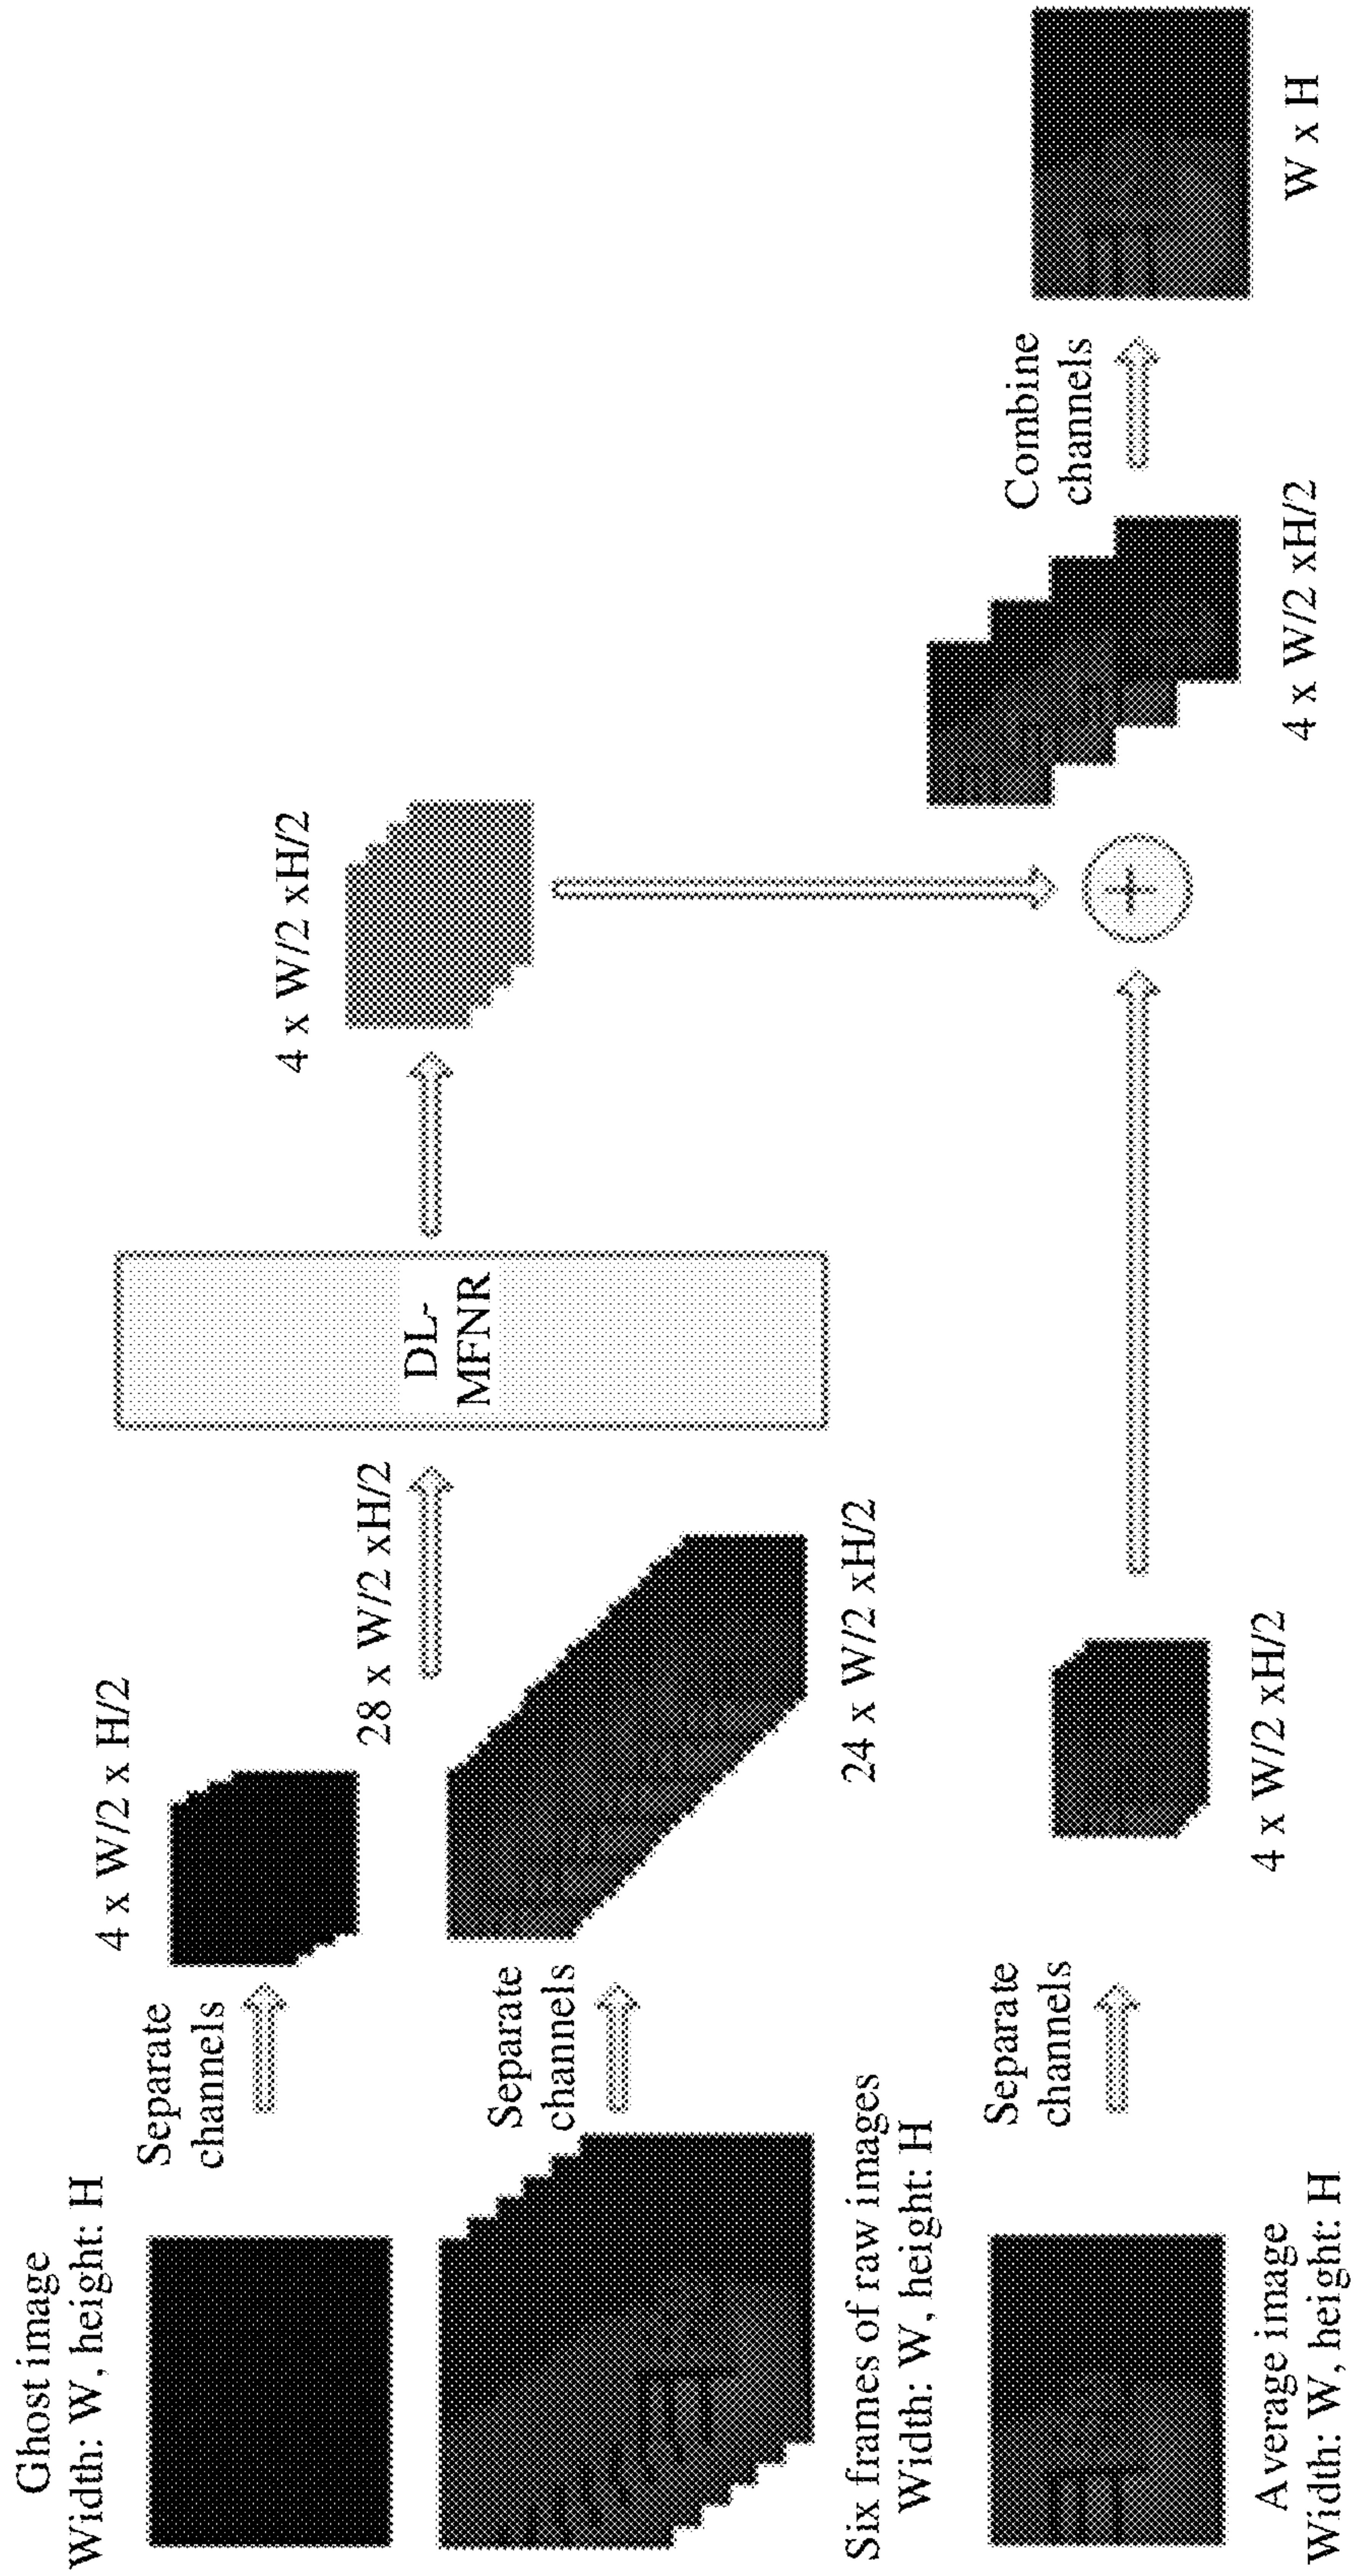 Ghost image
Width: W, height: H
Separate
channels
4 x W/2 x H/2
Six frames of raw images
Width: W, height: H
Separate
channels
24 x W/2 xH/2
28 x W/2 xH/2
DL-
MFNR
4 x W/2 xH/2
Average image
Width: W, height: H
Separate
channels
4 x W/2 xH/2
+
4 x W/2 xH/2
Combine
channels
W x H